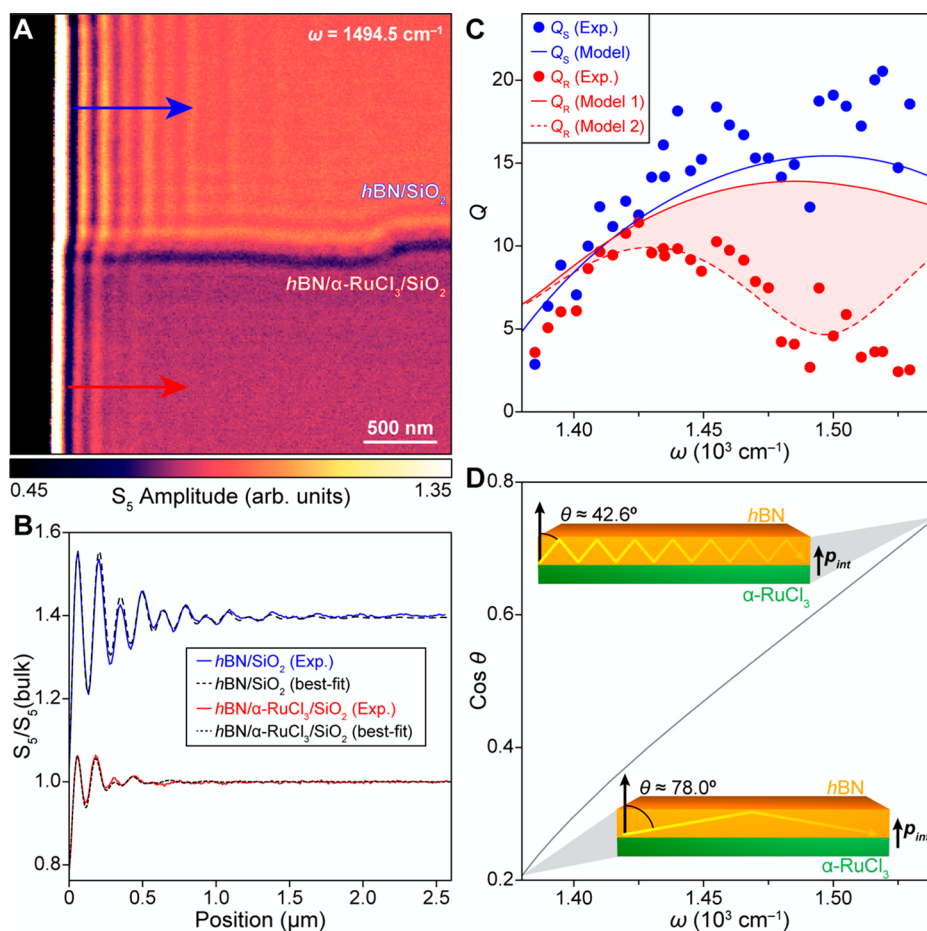 A
ω = 1494.5 cm⁻¹
hBN/SiO₂
hBN/α-RuCl₃/SiO₂
500 nm
0.45
1.35
S₅ Amplitude (arb. units)
B
1.6
1.4
1.2
1.0
0.8
S₅/S₅(bulk)
hBN/SiO₂ (Exp.)
hBN/SiO₂ (best-fit)
hBN/α-RuCl₃/SiO₂ (Exp.)
hBN/α-RuCl₃/SiO₂ (best-fit)
0.0 0.5 1.0 1.5 2.0 2.5
Position (μm)
C
Q_S (Exp.)
Q_S (Model)
Q_R (Exp.)
Q_R (Model 1)
Q_R (Model 2)
20
15
10
5
0
Q
1.40 1.45 1.50
ω (10³ cm⁻¹)
D
0.8
0.6
0.4
0.2
Cos θ
θ ≈ 42.6º
hBN
p_int
α-RuCl₃
θ ≈ 78.0º
hBN
p_int
α-RuCl₃
1.40 1.45 1.50
ω (10³ cm⁻¹)